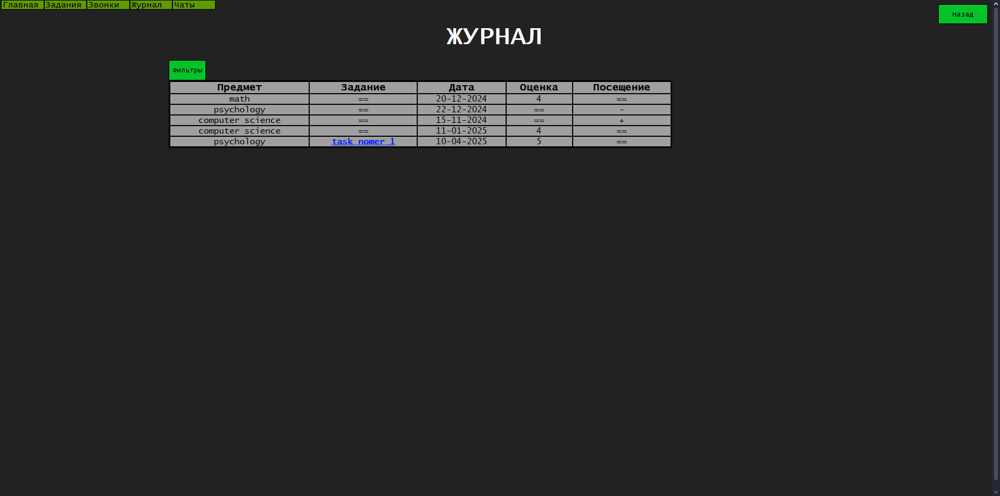 Главная Задания Звонки Журнал Чаты
Назад
ЖУРНАЛ
Фильтры
Предмет Задание Дата Оценка Посещение
math == 20-12-2024 4 ==
psychology == 22-12-2024 == -
computer science == 15-11-2024 == +
computer science == 11-01-2025 4 ==
psychology task nomer 1 10-04-2025 5 ==